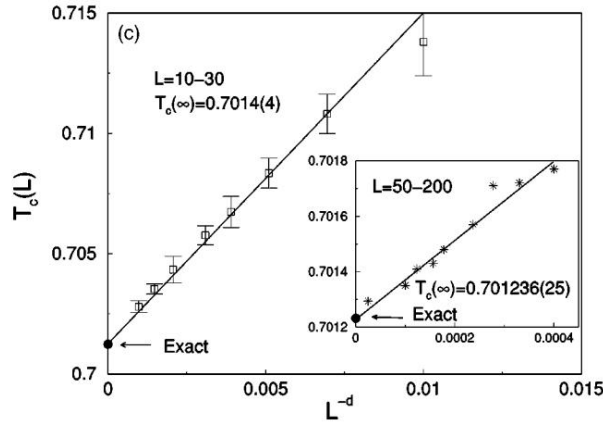 (c)
0.715
L=10–30
T_c(∞)=0.7014(4)
0.71
T_c(L)
0.705
0.7
Exact
0
0.005
0.01
0.015
L^{-d}
0.7018
L=50–200
0.7016
0.7014
T_c(∞)=0.701236(25)
0.7012
Exact
0
0.0002
0.0004